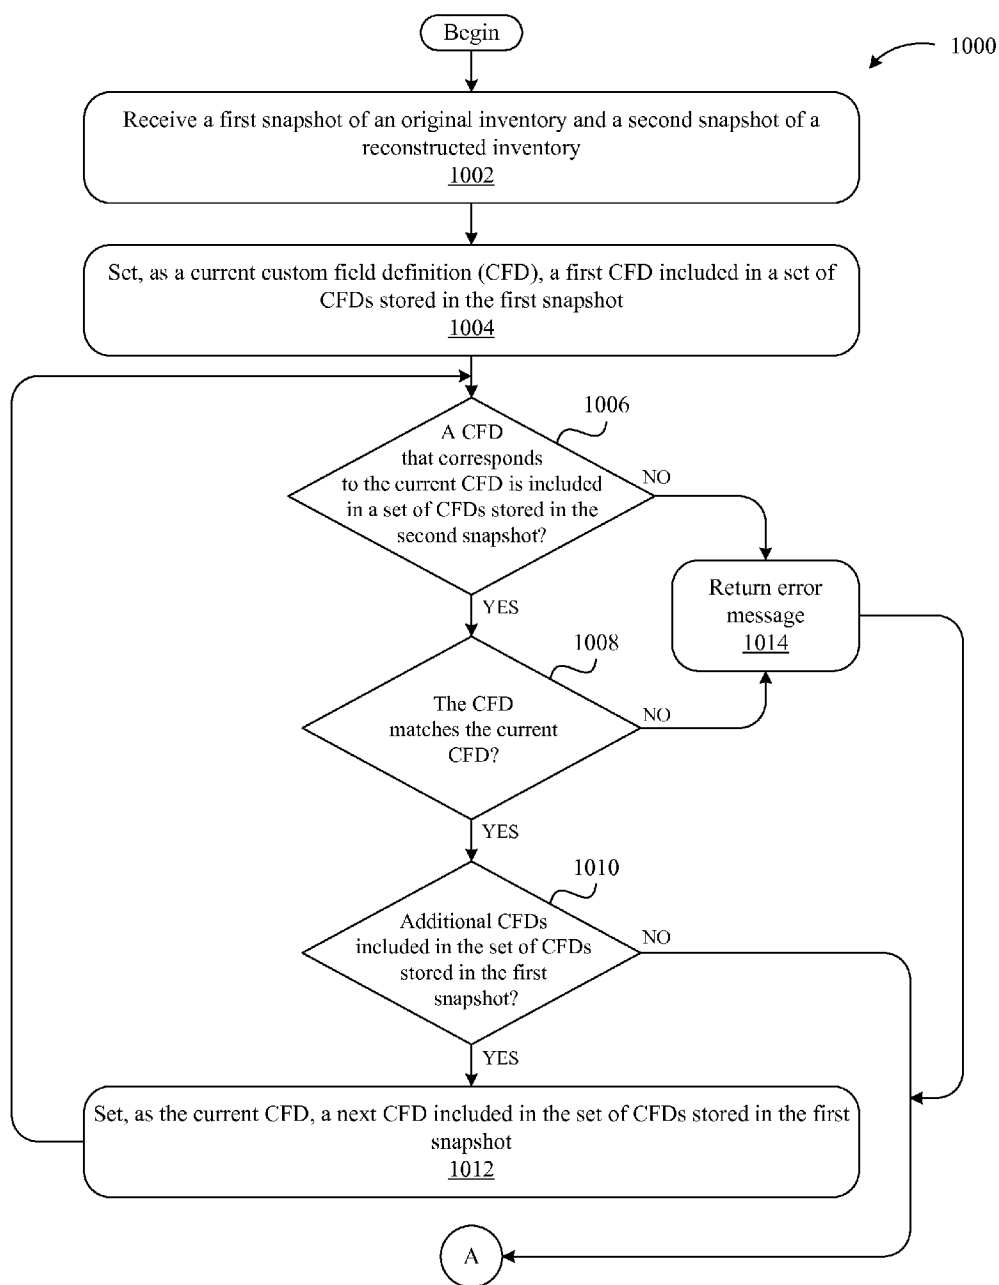 Begin
1000
Receive a first snapshot of an original inventory and a second snapshot of a
reconstructed inventory
1002
Set, as a current custom field definition (CFD), a first CFD included in a set of
CFDs stored in the first snapshot
1004
1006
A CFD
that corresponds
to the current CFD is included
in a set of CFDs stored in the
second snapshot?
NO
YES
Return error
message
1014
1008
The CFD
matches the current
CFD?
NO
YES
1010
Additional CFDs
included in the set of CFDs
stored in the first
snapshot?
NO
YES
Set, as the current CFD, a next CFD included in the set of CFDs stored in the first
snapshot
1012
A